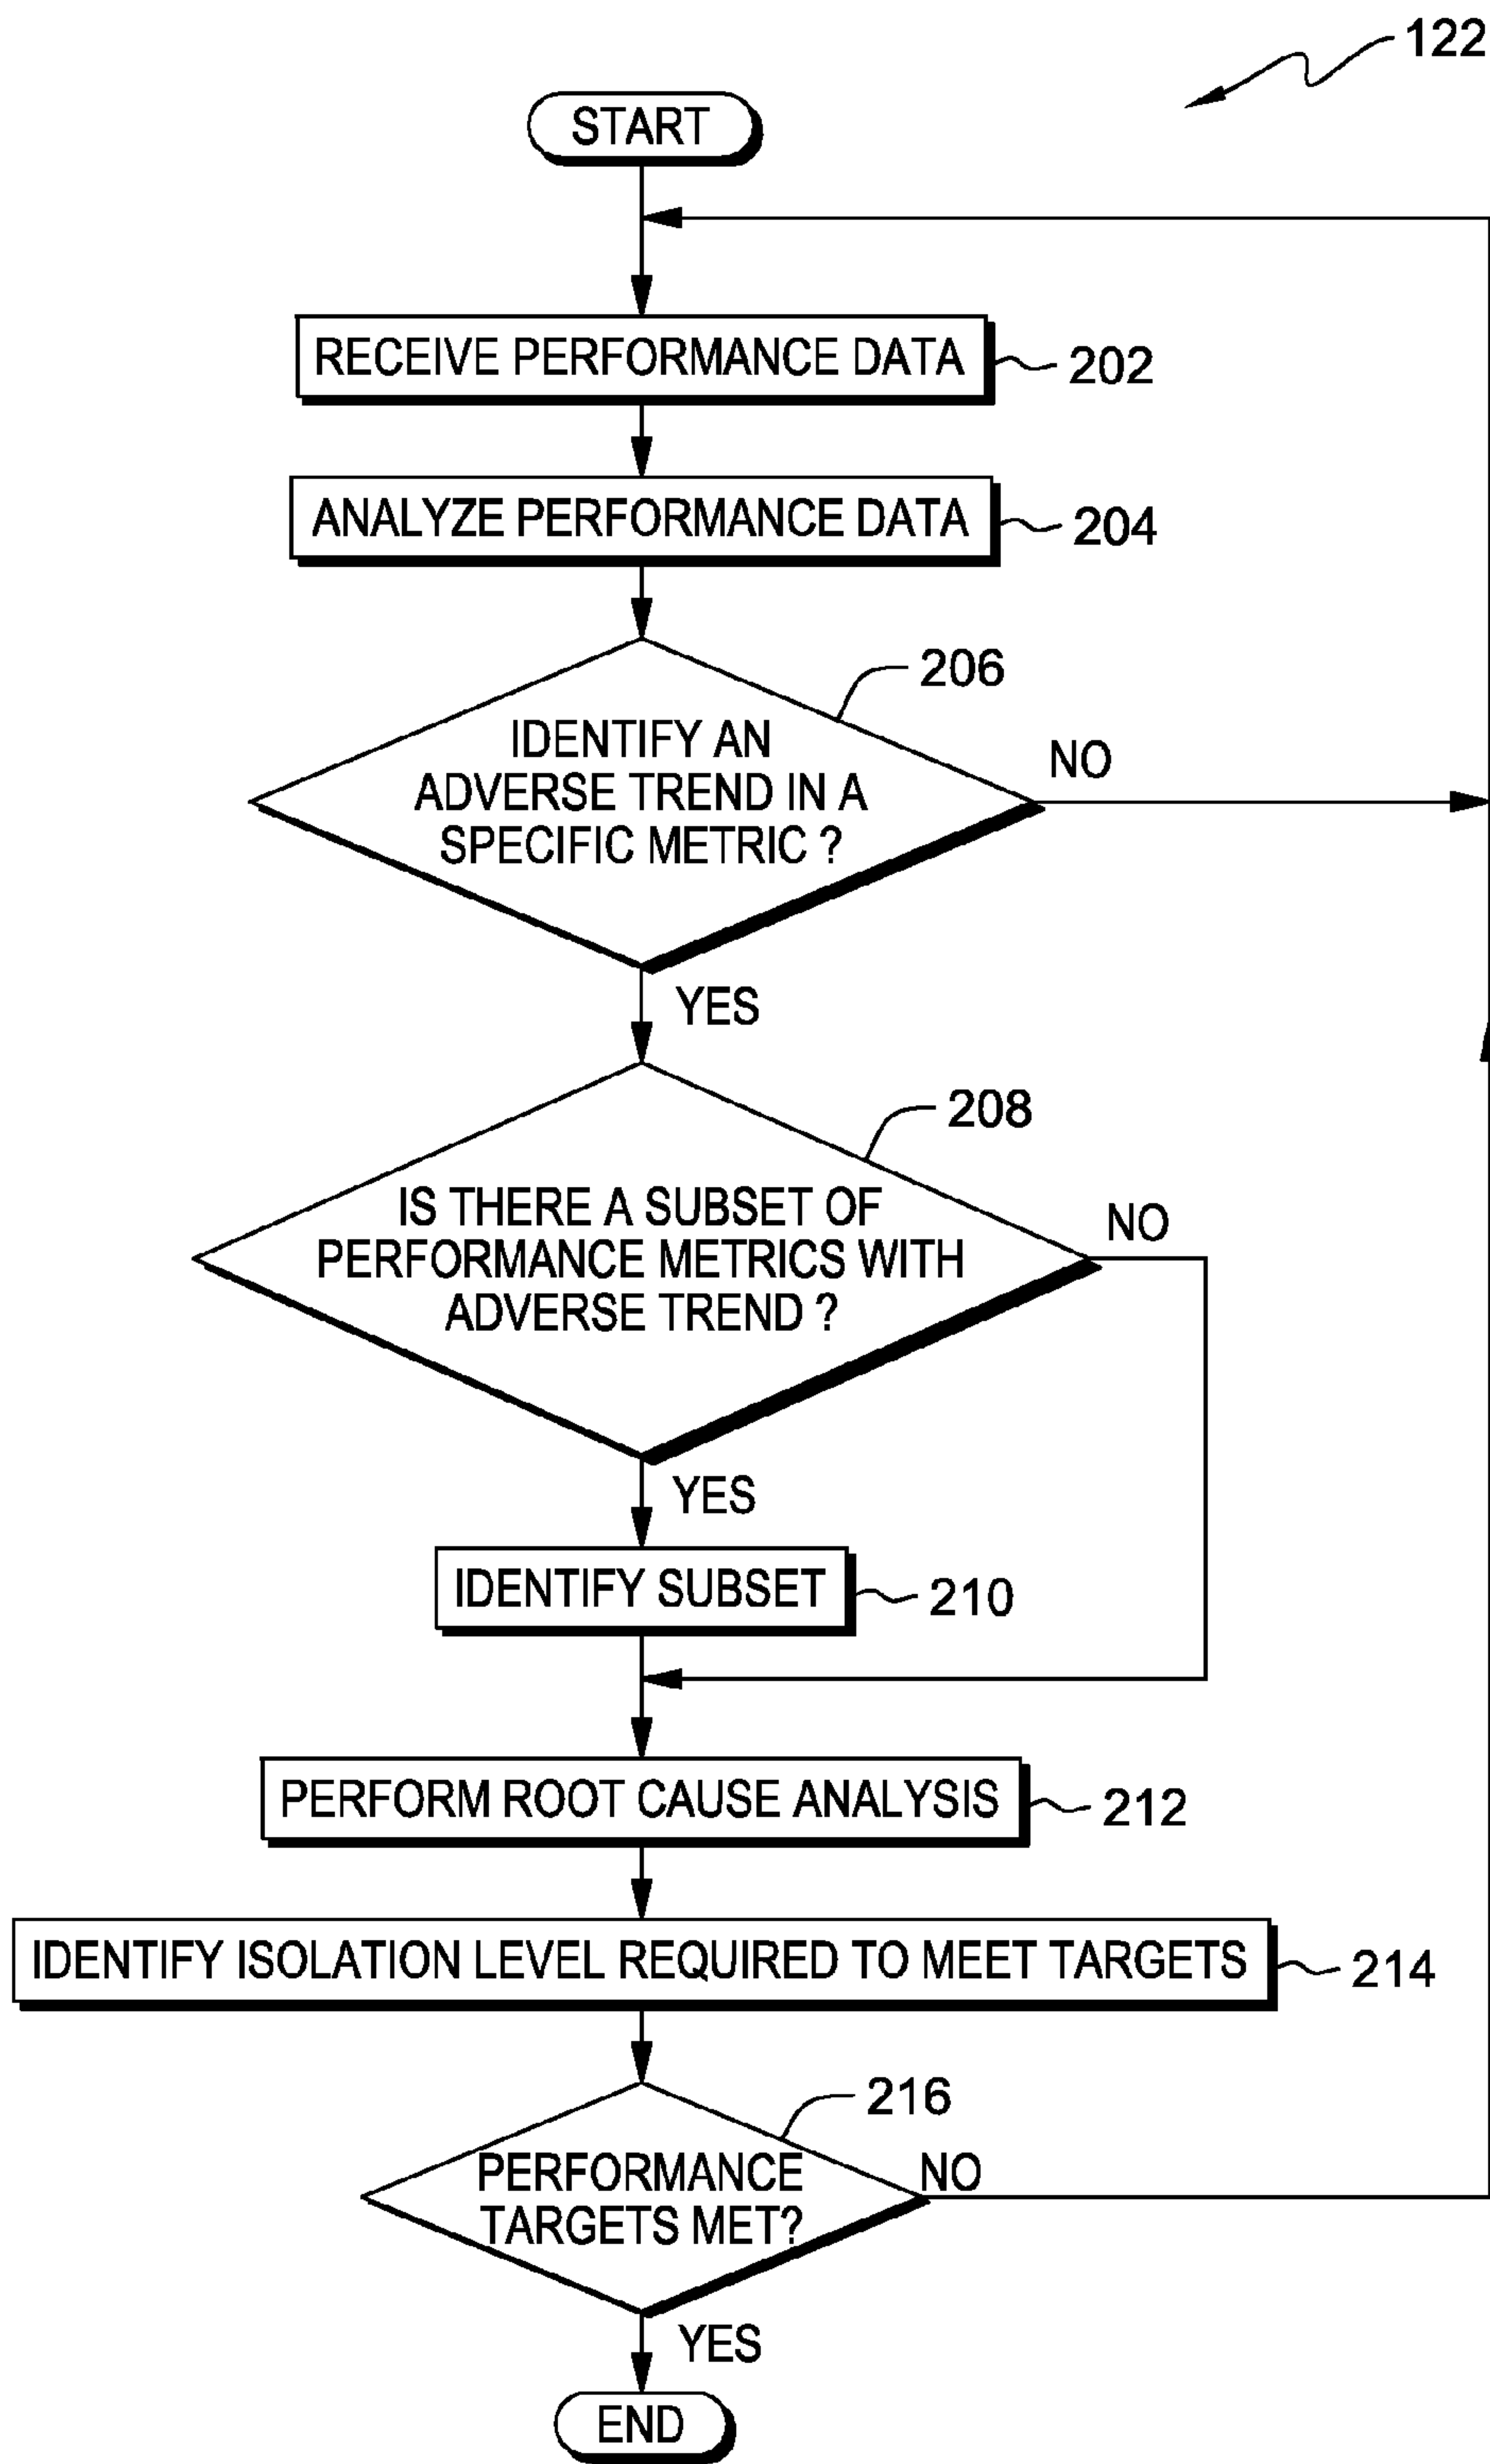 122
START
RECEIVE PERFORMANCE DATA
202
ANALYZE PERFORMANCE DATA
204
206
IDENTIFY AN
ADVERSE TREND IN A
SPECIFIC METRIC ?
NO
YES
208
IS THERE A SUBSET OF
PERFORMANCE METRICS WITH
ADVERSE TREND ?
NO
YES
IDENTIFY SUBSET
210
PERFORM ROOT CAUSE ANALYSIS
212
IDENTIFY ISOLATION LEVEL REQUIRED TO MEET TARGETS
214
216
PERFORMANCE
TARGETS MET?
NO
YES
END